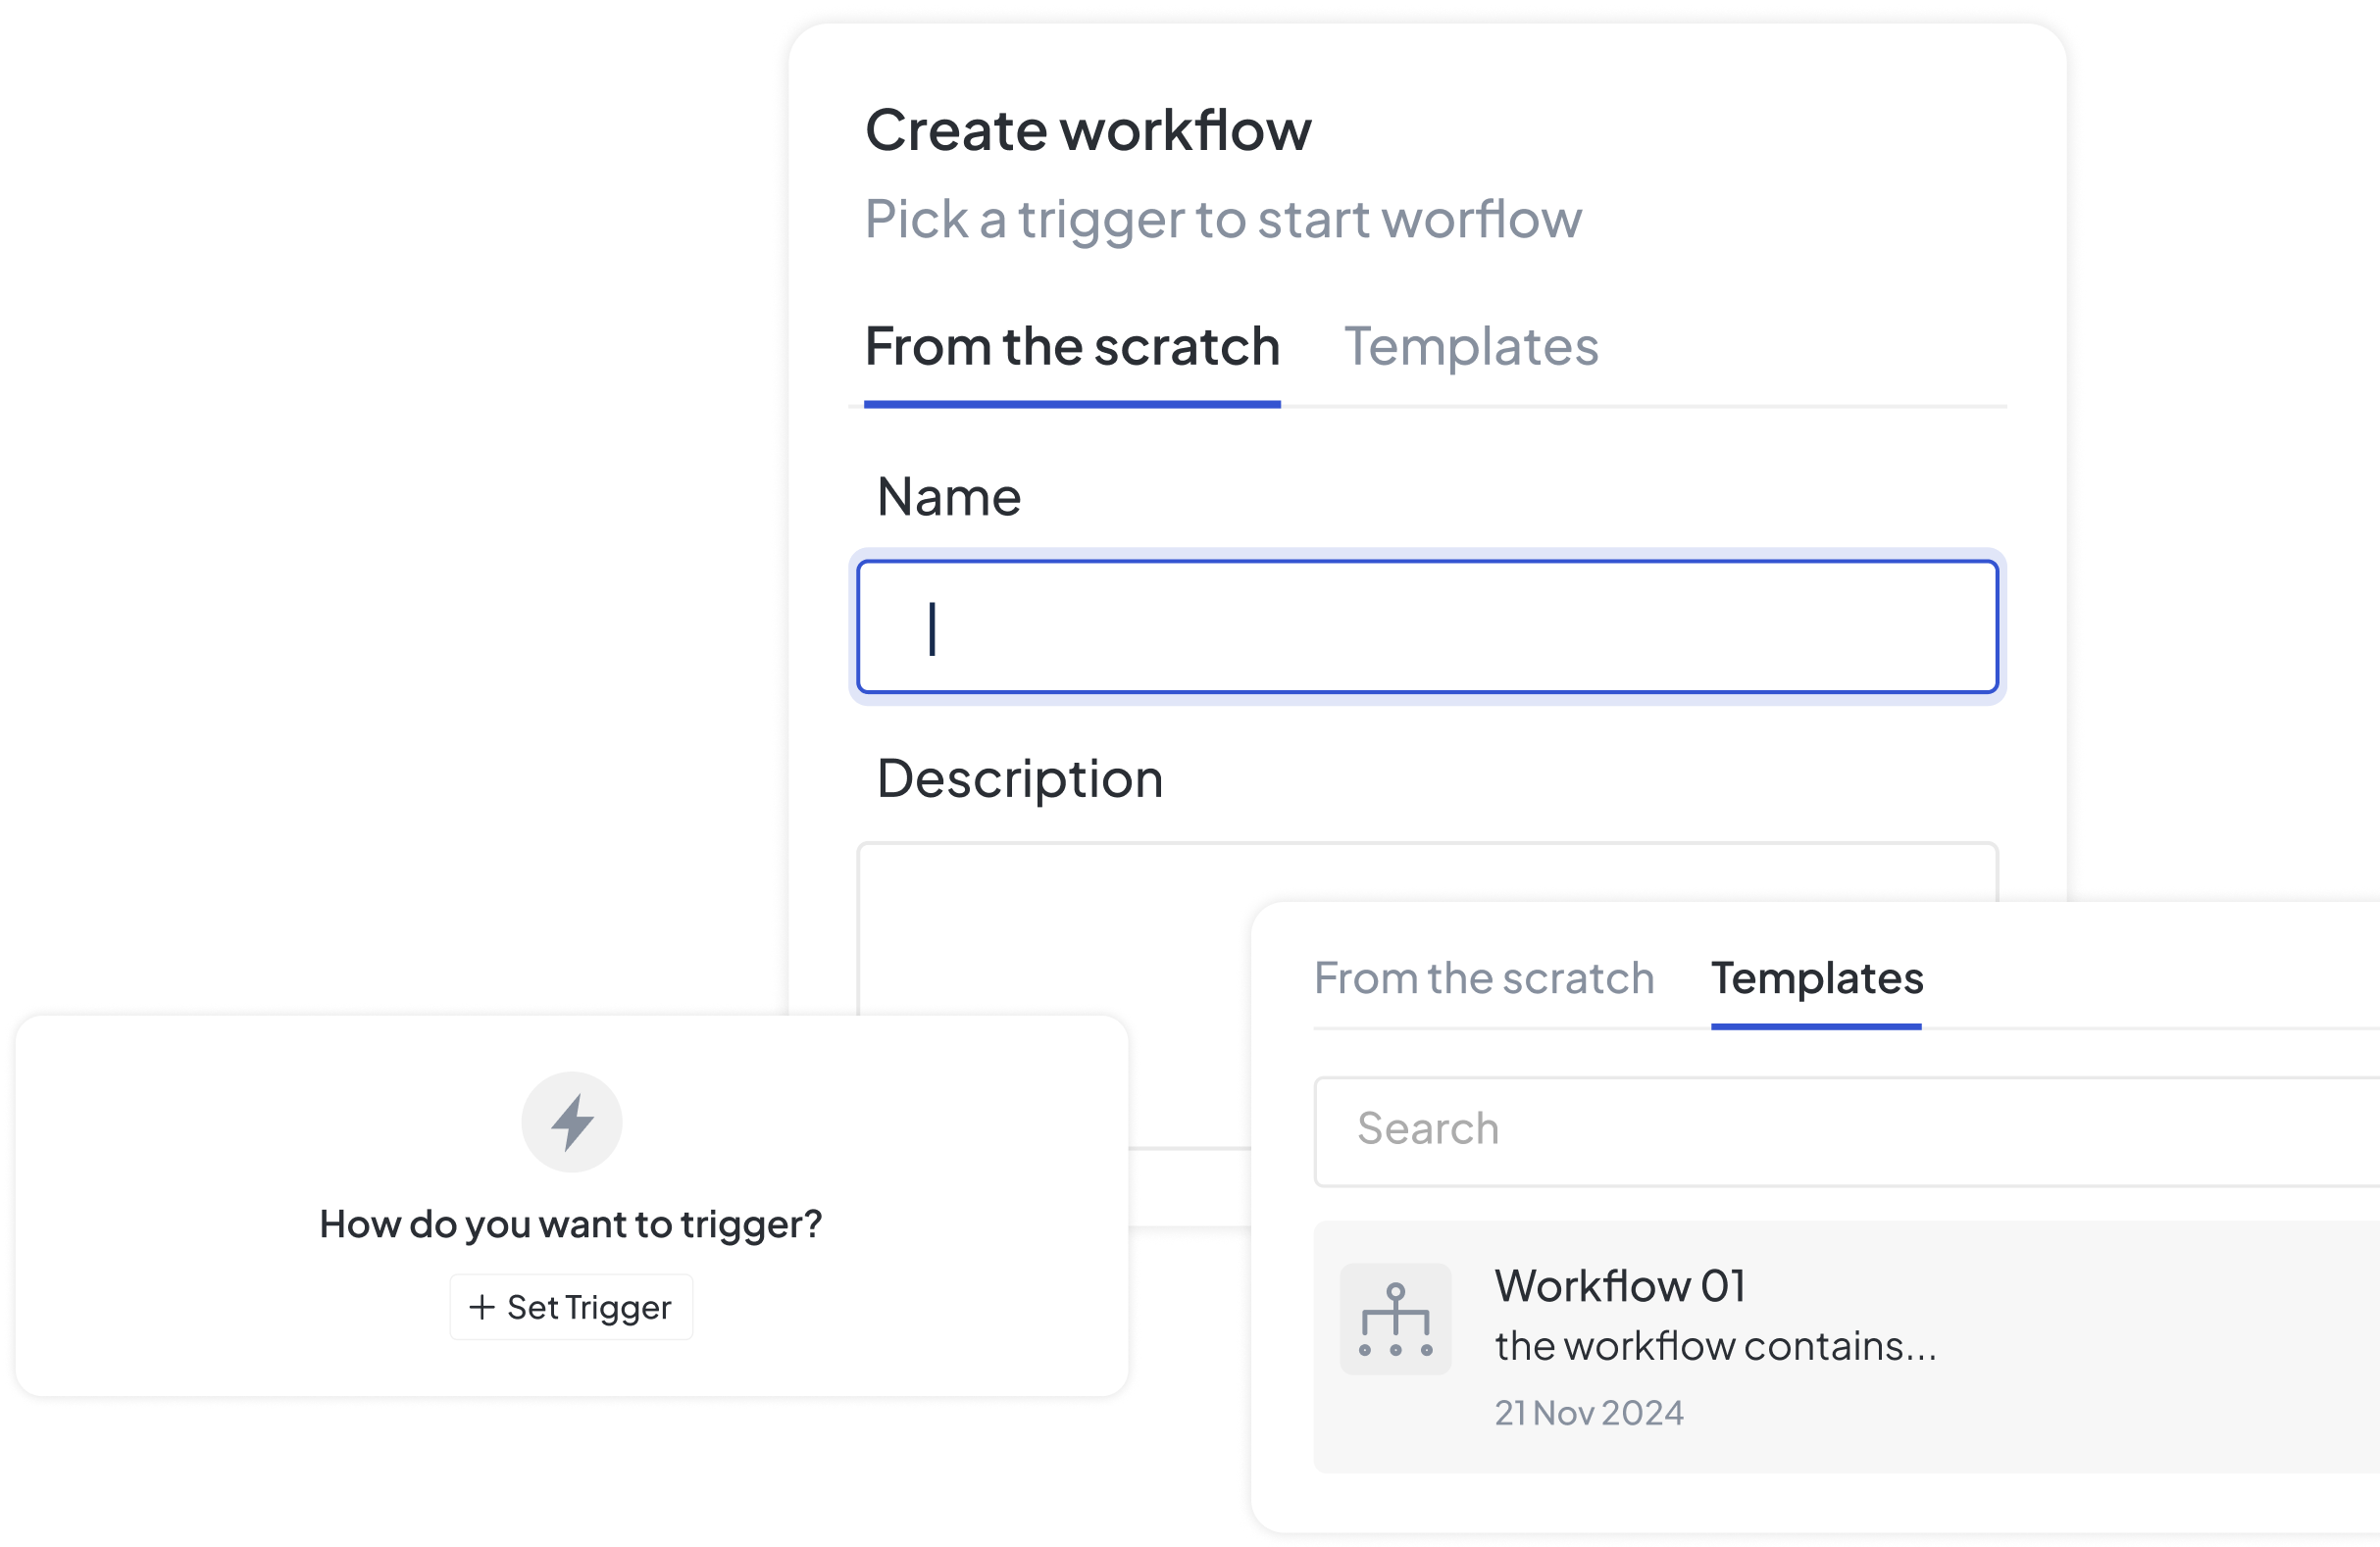 Create workflow
Pick a trigger to start worflow
From the scratch Templates
Name
Description
From the scratch Templates
Search
Workflow 01
the workflow contains...
21 Nov 2024
How do you want to trigger?
Set Trigger